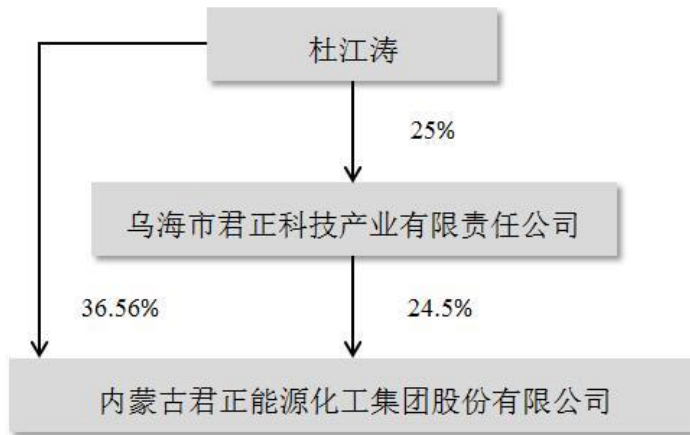 杜江涛
25%
乌海市君正科技产业有限责任公司
36.56%
24.5%
内蒙古君正能源化工集团股份有限公司